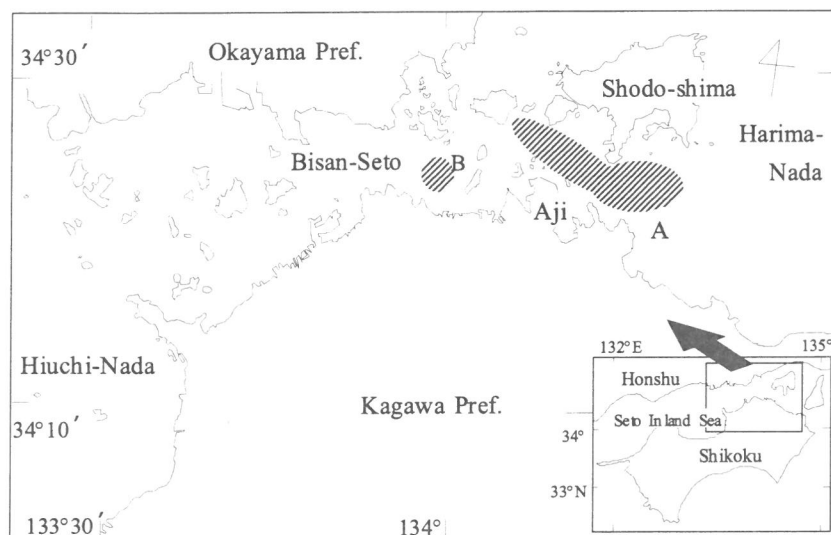 34°30′
Okayama Pref.
Shodo-shima
Harima-
Nada
Bisan-Seto
B
Aji
A
Hiuchi-Nada
Kagawa Pref.
34°10′
133°30′
134°
132°E
135°
Honshu
Seto Inland Sea
34°
Shikoku
33°N